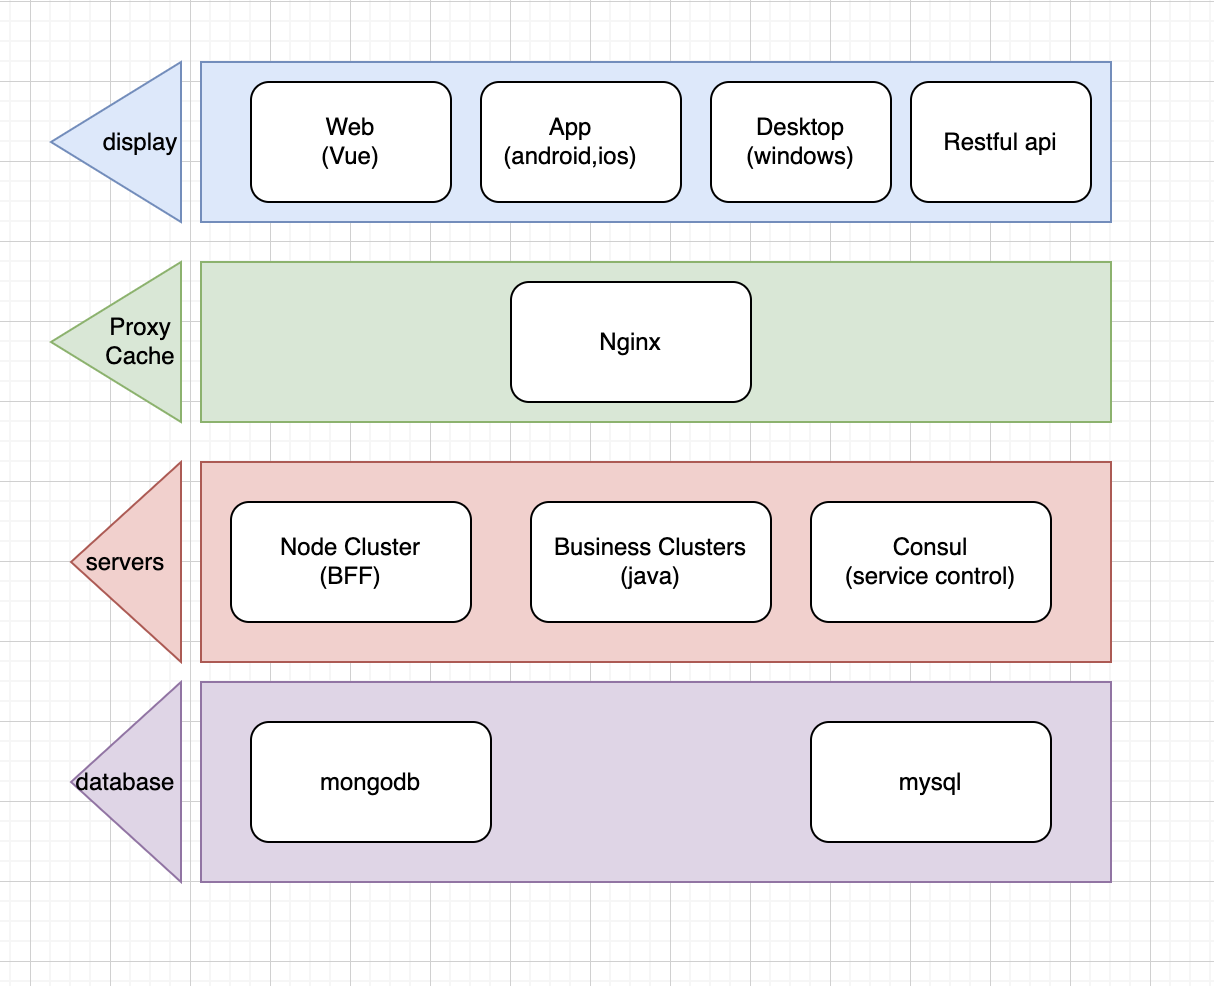 display
Web
(Vue)
App
(android,ios)
Desktop
(windows)
Restful api
Proxy
Cache
Nginx
servers
Node Cluster
(BFF)
Business Clusters
(java)
Consul
(service control)
database
mongodb
mysql